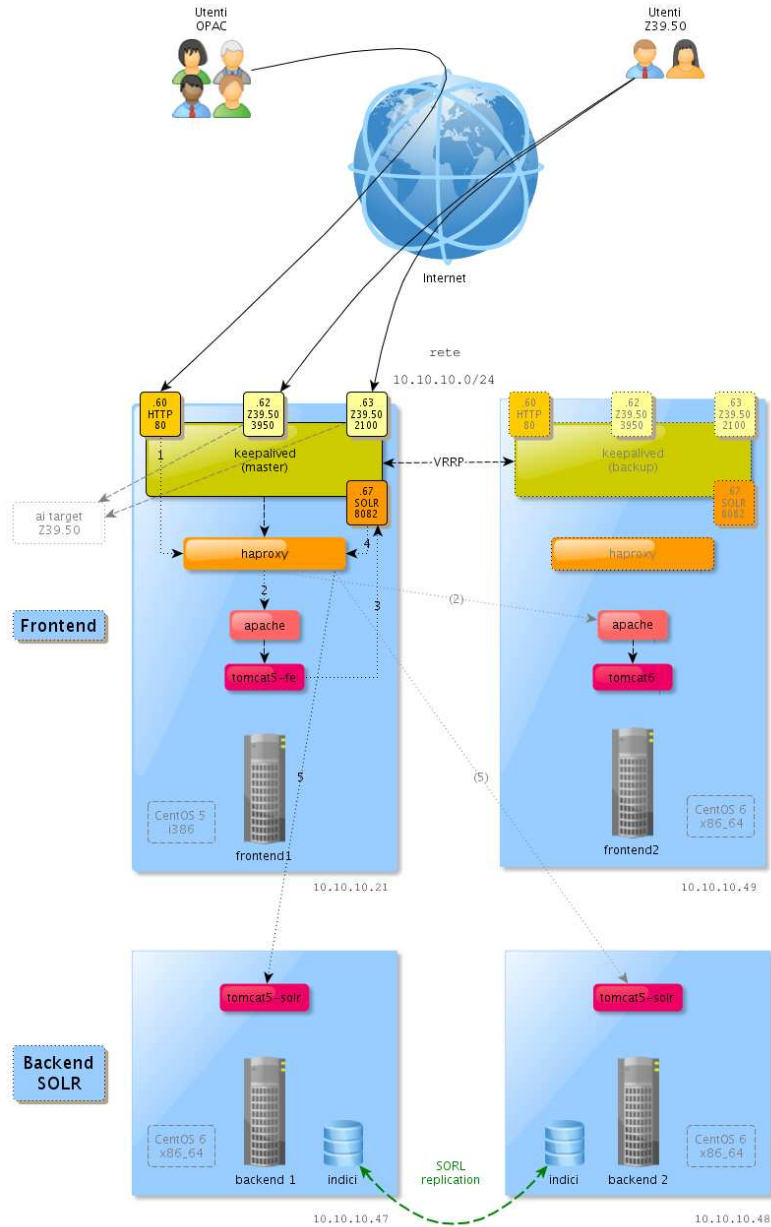 Utenti
OPAC
Utenti
Z39.50
Internet
rete
10.10.10.0/24
.60
HTTP
80
.62
Z39.50
3950
.63
Z39.50
2100
.60
HTTP
80
.62
Z39.50
3950
.63
Z39.50
2100
1
keepalived
(master)
VRRP
keepalived
(backup)
.67
SOLR
8082
.67
SOLR
8082
ai target
Z39.50
4
haproxy
haproxy
2
3
(2)
Frontend
apache
apache
tomcat5-fe
tomcat6
5
(5)
CentOS 5
i386
CentOS 6
x86_64
frontend1
frontend2
10.10.10.21
10.10.10.49
tomcat5-solr
tomcat5-solr
Backend
SOLR
CentOS 6
x86_64
CentOS 6
x86_64
backend 1
indici
SORL
replication
indici
backend 2
10.10.10.47
10.10.10.48